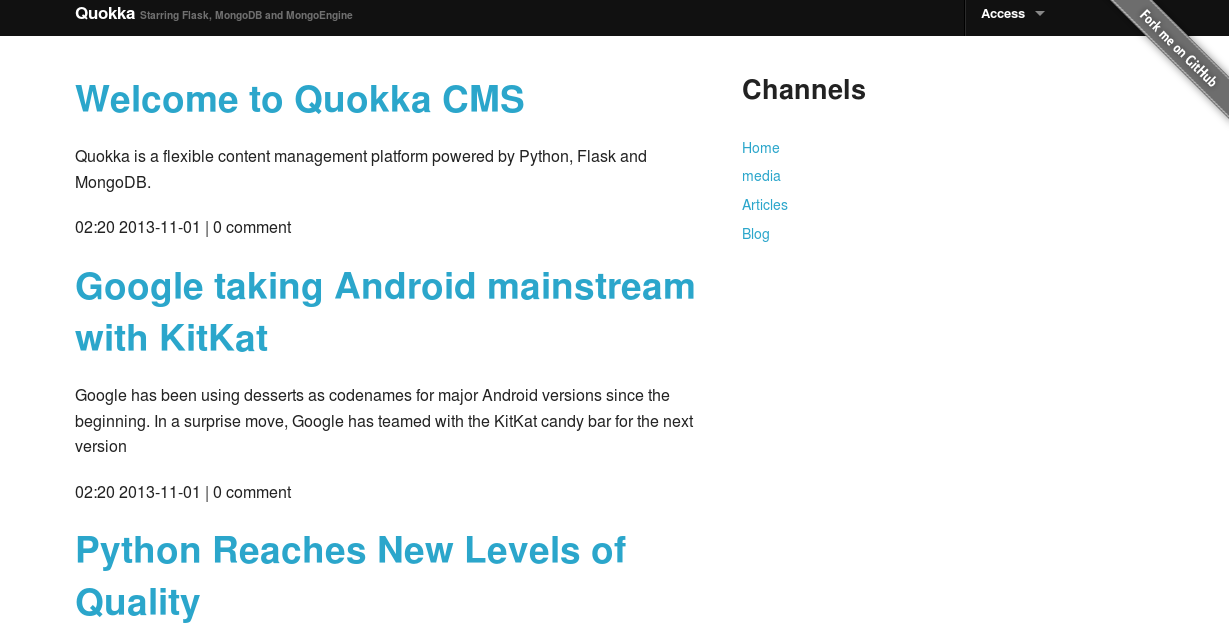 Quokka Starring Flask, MongoDB and MongoEngine
Access
Fork me on GitHub
Welcome to Quokka CMS
Quokka is a flexible content management platform powered by Python, Flask and
MongoDB.
02:20 2013-11-01 | 0 comment
Google taking Android mainstream
with KitKat
Google has been using desserts as codenames for major Android versions since the
beginning. In a surprise move, Google has teamed with the KitKat candy bar for the next
version
02:20 2013-11-01 | 0 comment
Python Reaches New Levels of
Quality
Channels
Home
media
Articles
Blog